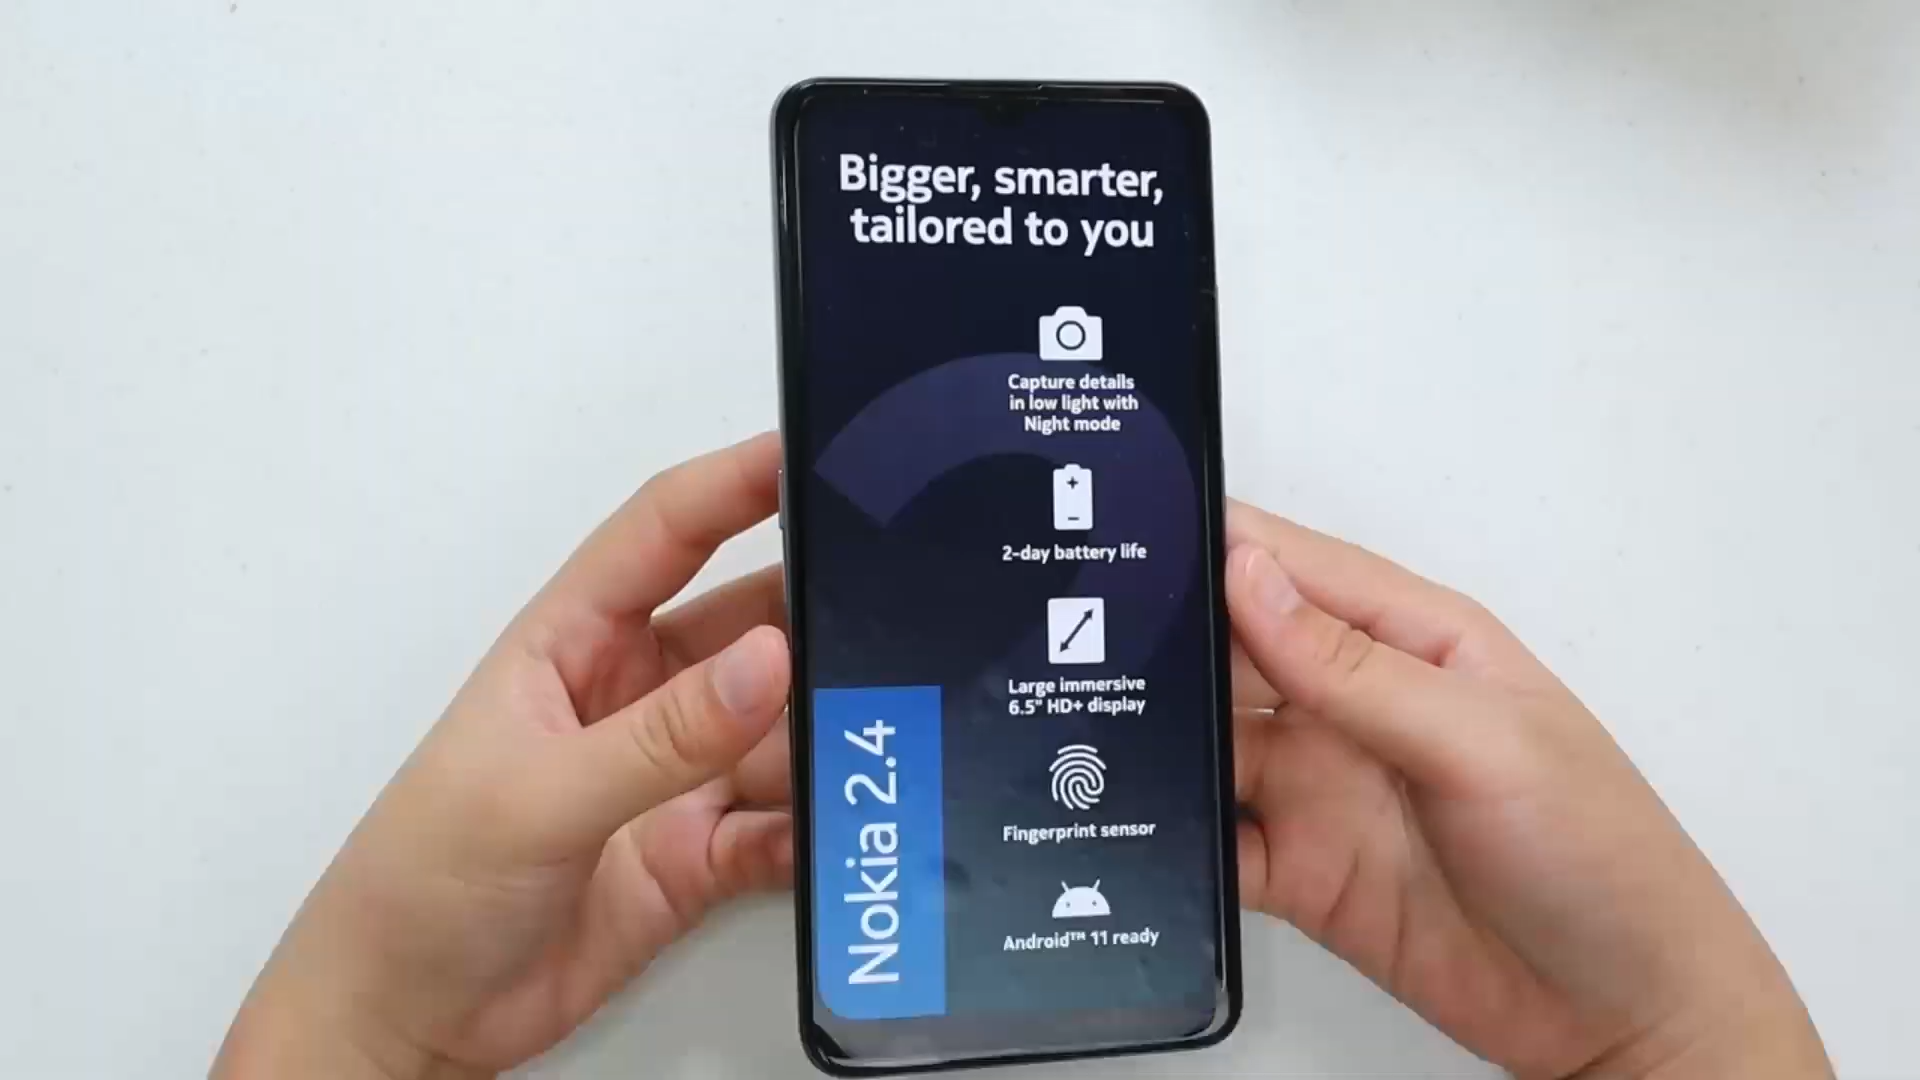 Bigger, smarter,
tailored to you
Capture details
in low light with
Night mode
2-day battery life
Large immersive
6.5" HD+ display
Fingerprint sensor
Android™ 11 ready
Nokia 2.4